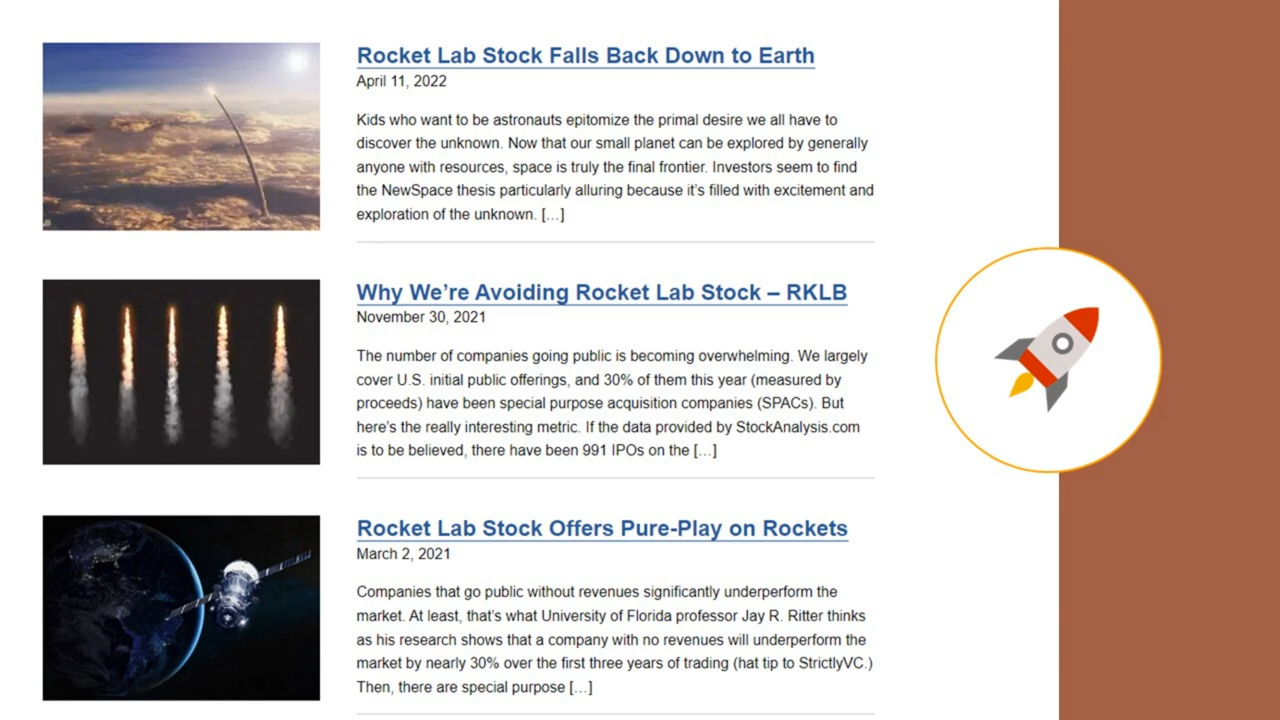 Rocket Lab Stock Falls Back Down to Earth
April 11, 2022
Kids who want to be astronauts epitomize the primal desire we all have to
discover the unknown. Now that our small planet can be explored by generally
anyone with resources, space is truly the final frontier. Investors seem to find
the NewSpace thesis particularly alluring because it’s filled with excitement and
exploration of the unknown. […]
Why We’re Avoiding Rocket Lab Stock – RKLB
November 30, 2021
The number of companies going public is becoming overwhelming. We largely
cover U.S. initial public offerings, and 30% of them this year (measured by
proceeds) have been special purpose acquisition companies (SPACs). But
here’s the really interesting metric. If the data provided by StockAnalysis.com
is to be believed, there have been 991 IPOs on the […]
Rocket Lab Stock Offers Pure-Play on Rockets
March 2, 2021
Companies that go public without revenues significantly underperform the
market. At least, that’s what University of Florida professor Jay R. Ritter thinks
as his research shows that a company with no revenues will underperform the
market by nearly 30% over the first three years of trading (hat tip to StrictlyVC.)
Then, there are special purpose […]